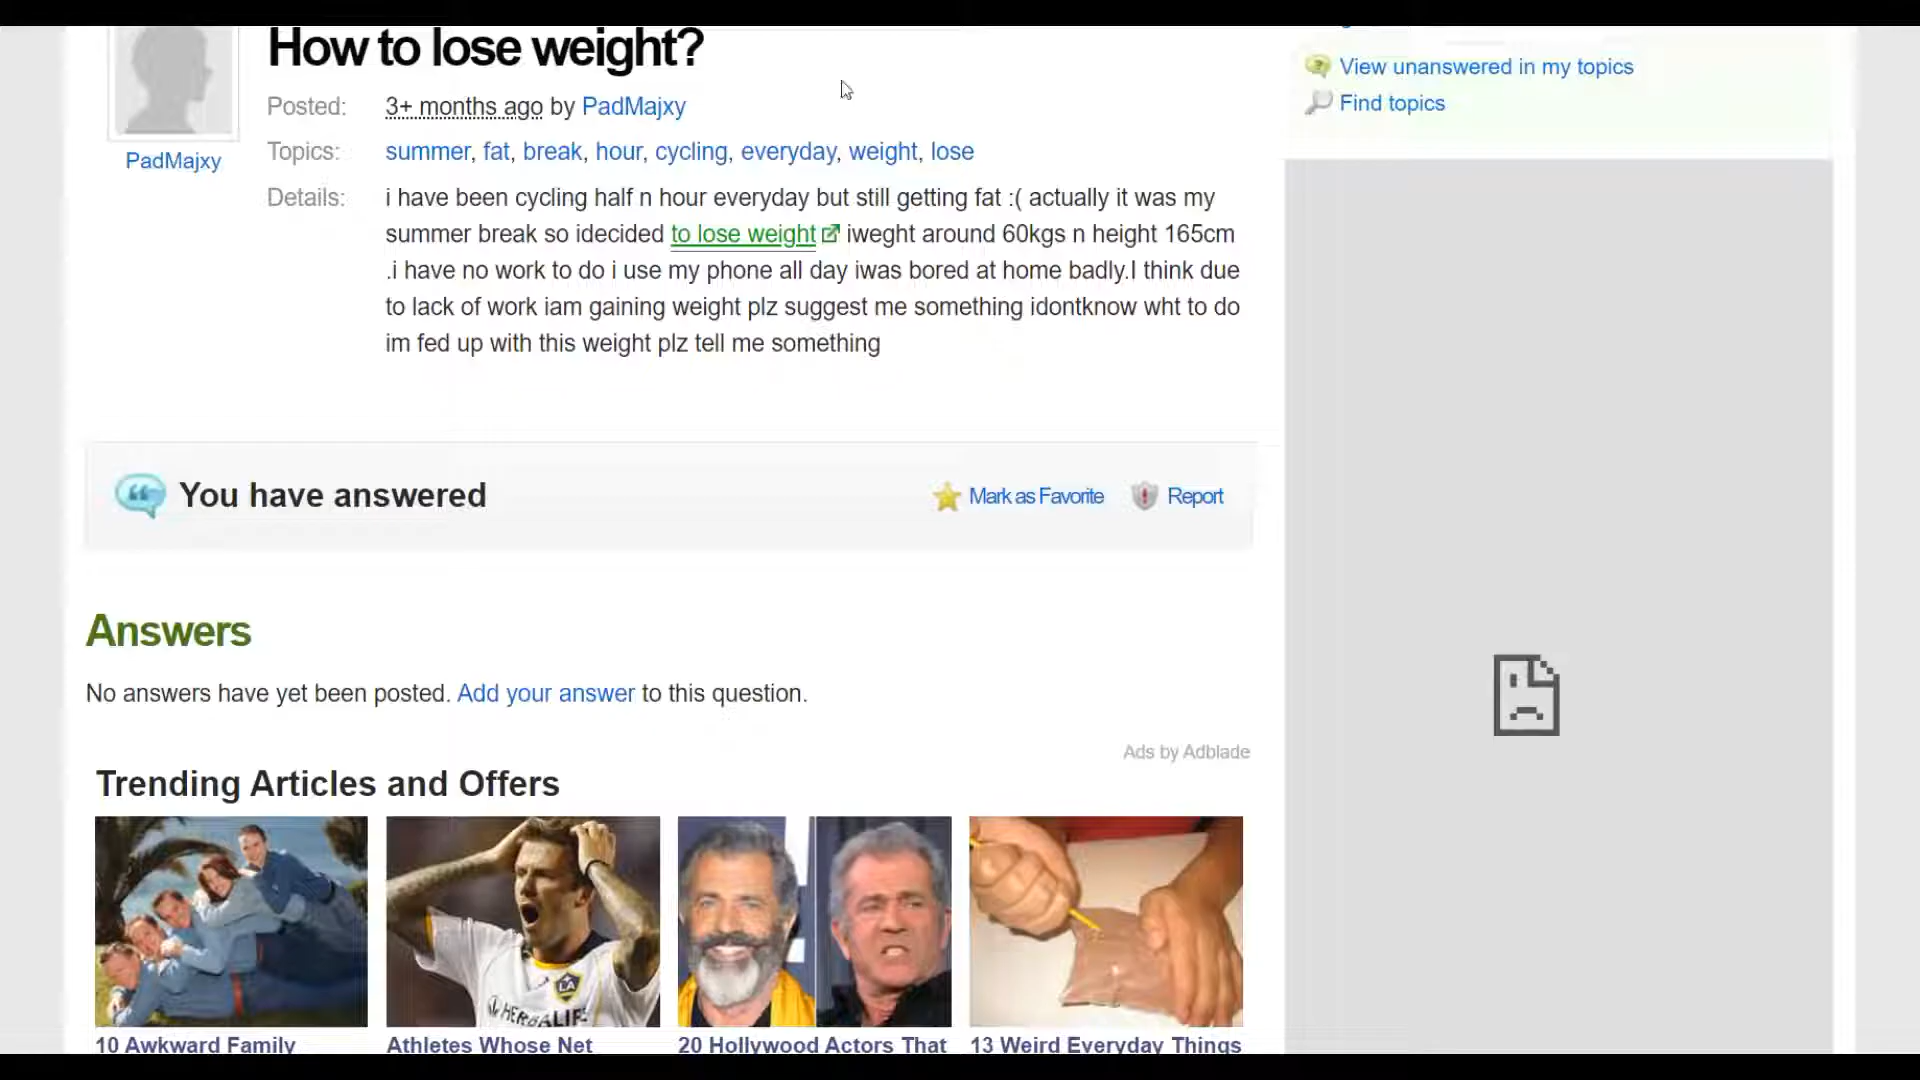 How to lose weight?
Posted: 3+ months ago by PadMajxy
Topics: summer, fat, break, hour, cycling, everyday, weight, lose
PadMajxy
Details: i have been cycling half n hour everyday but still getting fat :( actually it was my
summer break so idecided to lose weight iweght around 60kgs n height 165cm
.i have no work to do i use my phone all day iwas bored at home badly.I think due
to lack of work iam gaining weight plz suggest me something idontknow wht to do
im fed up with this weight plz tell me something
View unanswered in my topics
Find topics
You have answered
Mark as Favorite
Report
Answers
No answers have yet been posted. Add your answer to this question.
Ads by Adblade
Trending Articles and Offers
LA
HERBALIFE
10 Awkward Family
Athletes Whose Net
20 Hollywood Actors That
13 Weird Everyday Things